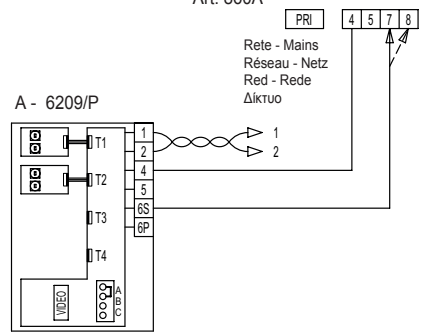 PRI 4 5 7 8
Rete - Mains
Réseau - Netz
Red - Rede
Δίκτυο
A - 6209/P
1 1
2 2
4
5
6S
6P
T1
T2
T3
T4
VIDEO
A
B
C